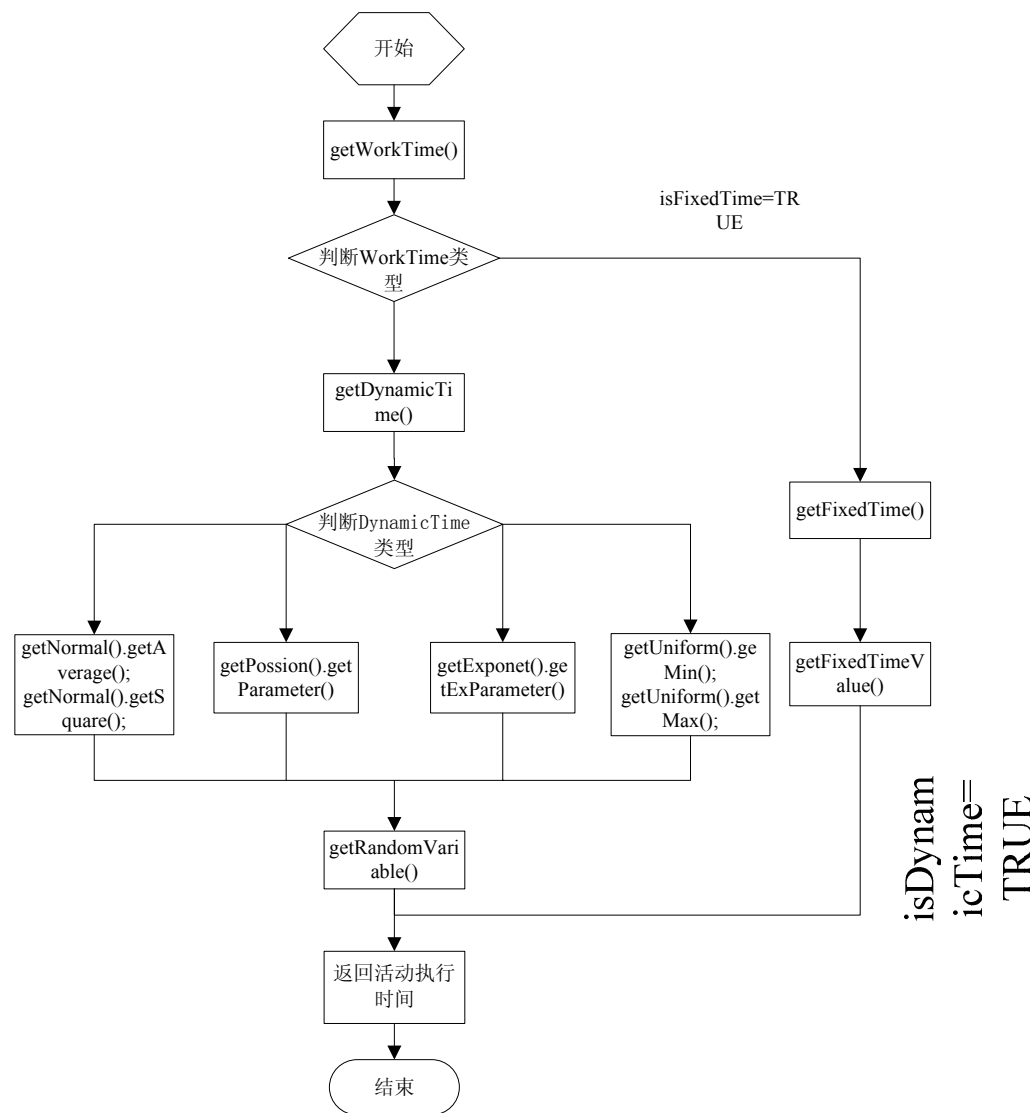 开始
getWorkTime()
isFixedTime=TR
UE
判断WorkTime类
型
getDynamicTi
me()
判断DynamicTime
类型
getFixedTime()
getNormal().getA
verage();
getNormal().getS
quare();
getPossion().get
Parameter()
getExponet().ge
tExParameter()
getUniform().ge
Min();
getUniform().get
Max();
getFixedTimeV
alue()
isDynam
icTime=
TRUE
getRandomVari
able()
返回活动执行
时间
结束